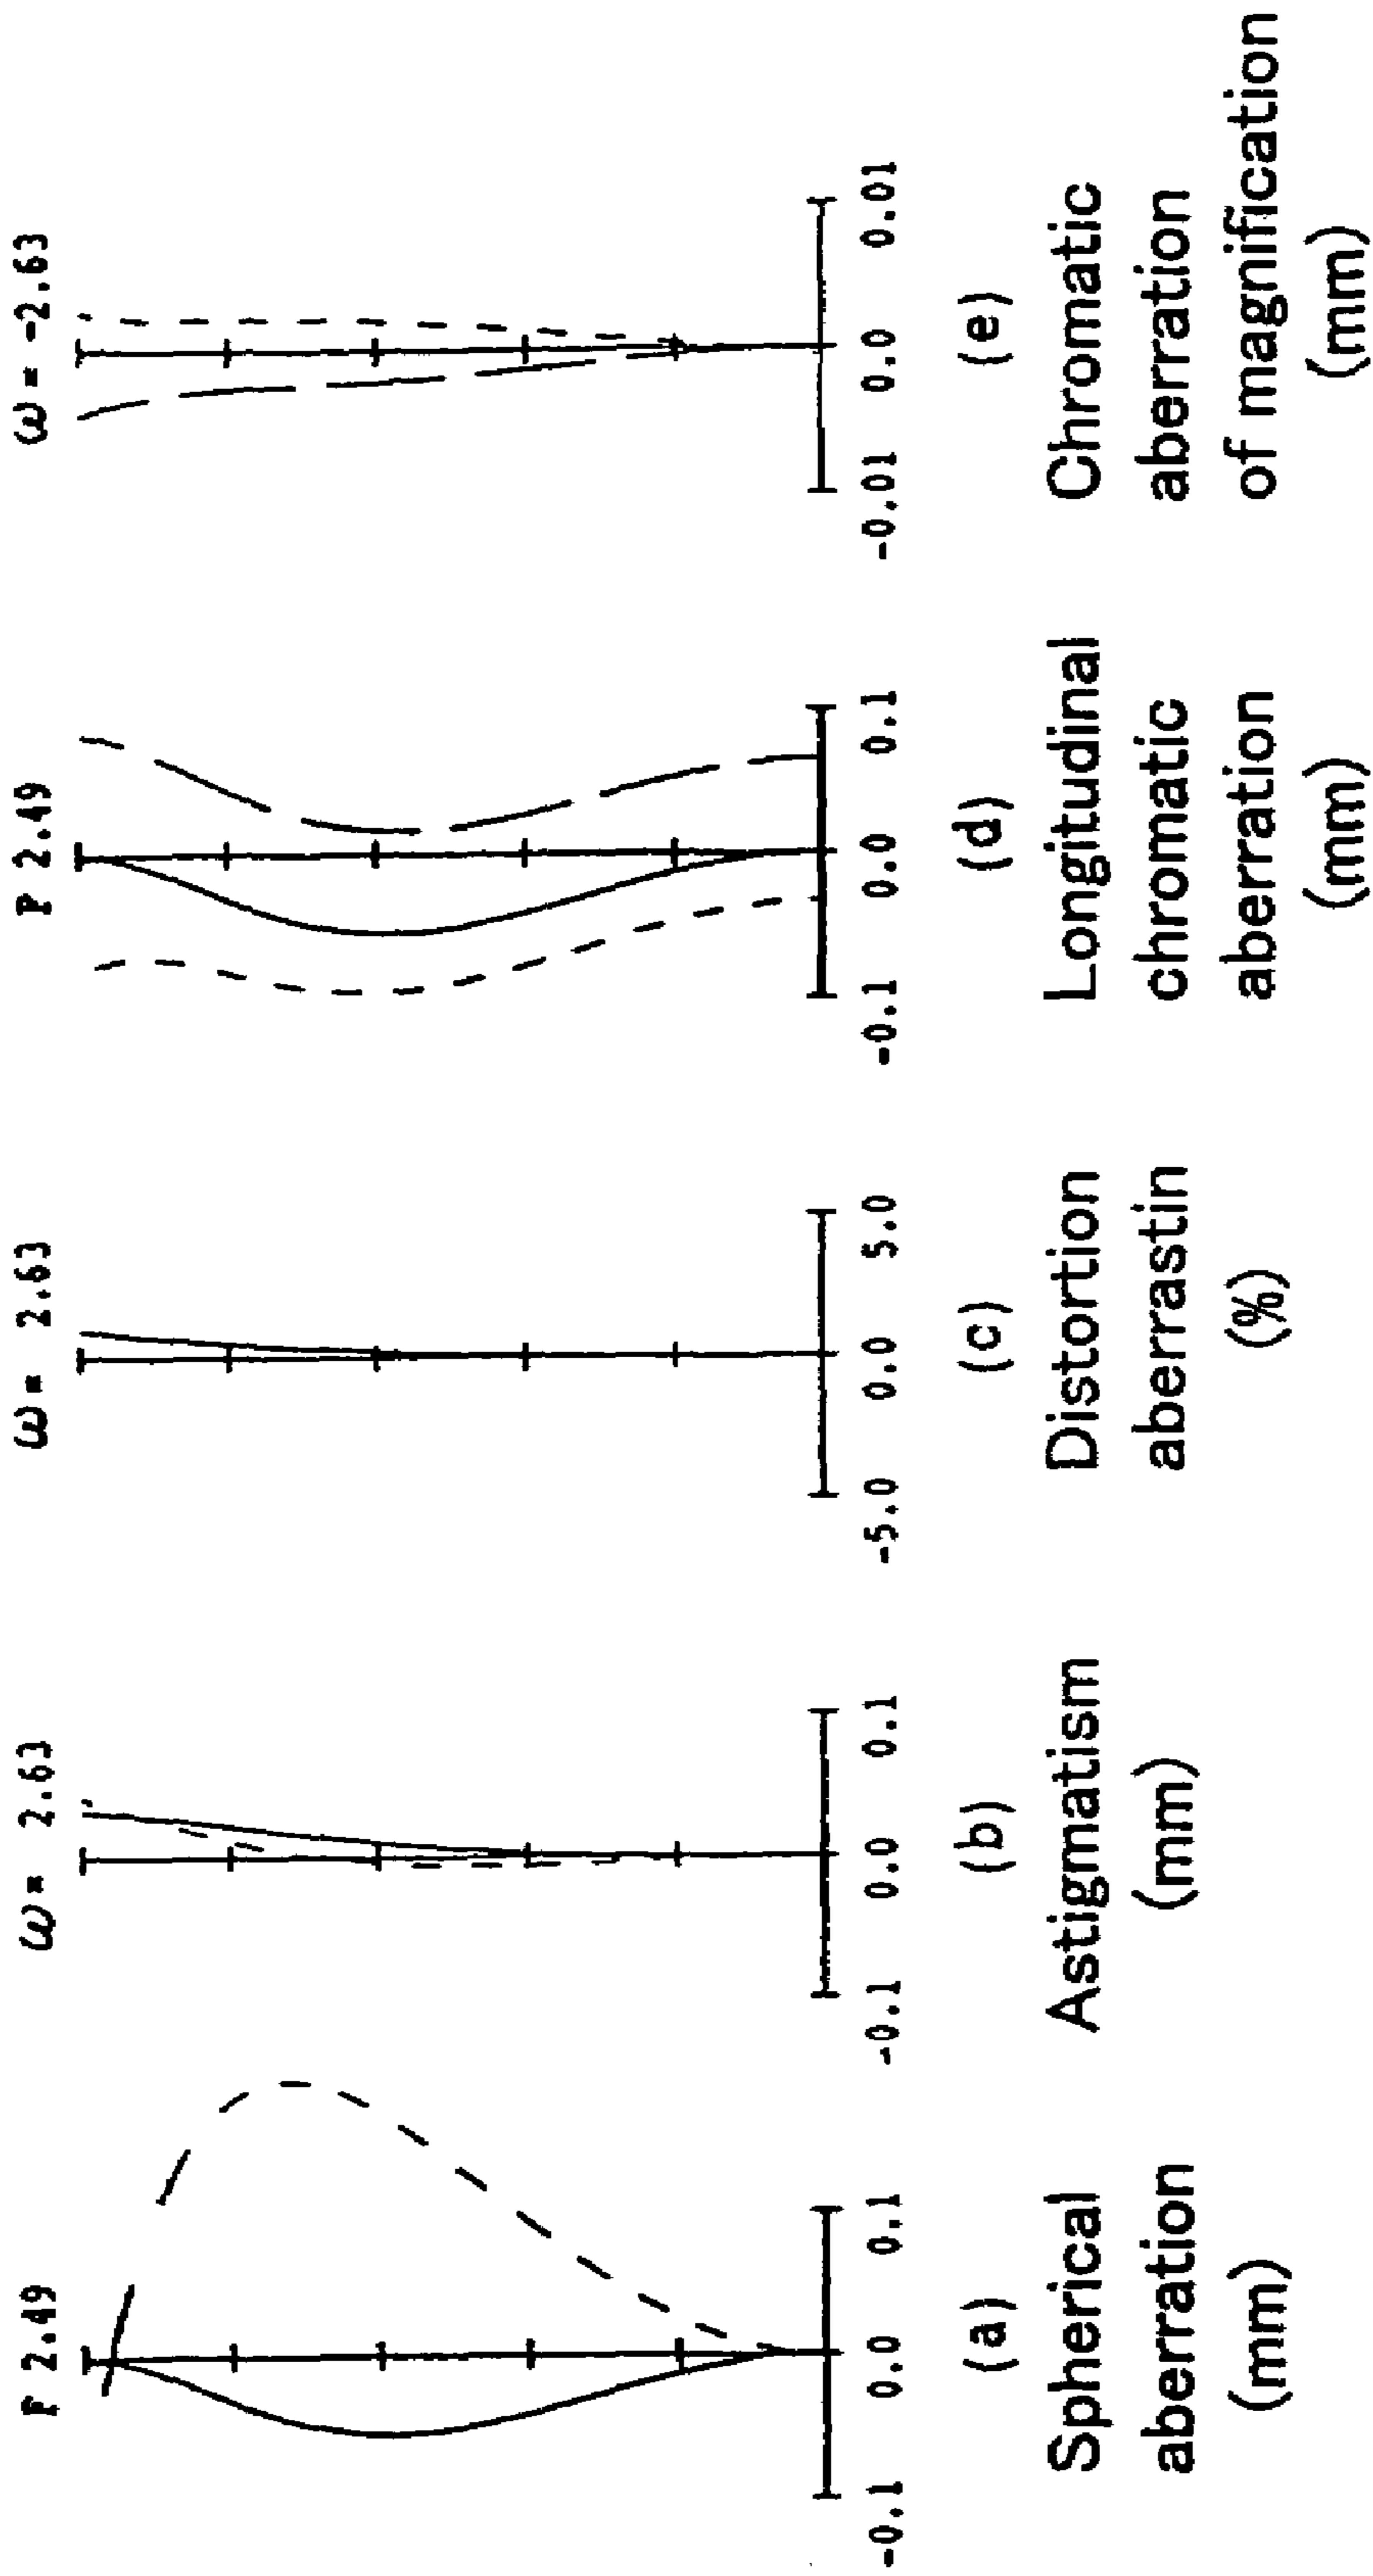 F 2.49
-0.1 0.0 0.1
(a)
Spherical
aberration
(mm)
ω= 2.63
-0.1 0.0 0.1
(b)
Astigmatism
(mm)
ω= 2.63
-5.0 0.0 5.0
(c)
Distortion
aberrastin
(%)
F 2.49
-0.1 0.0 0.1
(d)
Longitudinal
chromatic
aberration
(mm)
ω= -2.63
-0.01 0.0 0.01
(e)
Chromatic
aberration
of magnification
(mm)